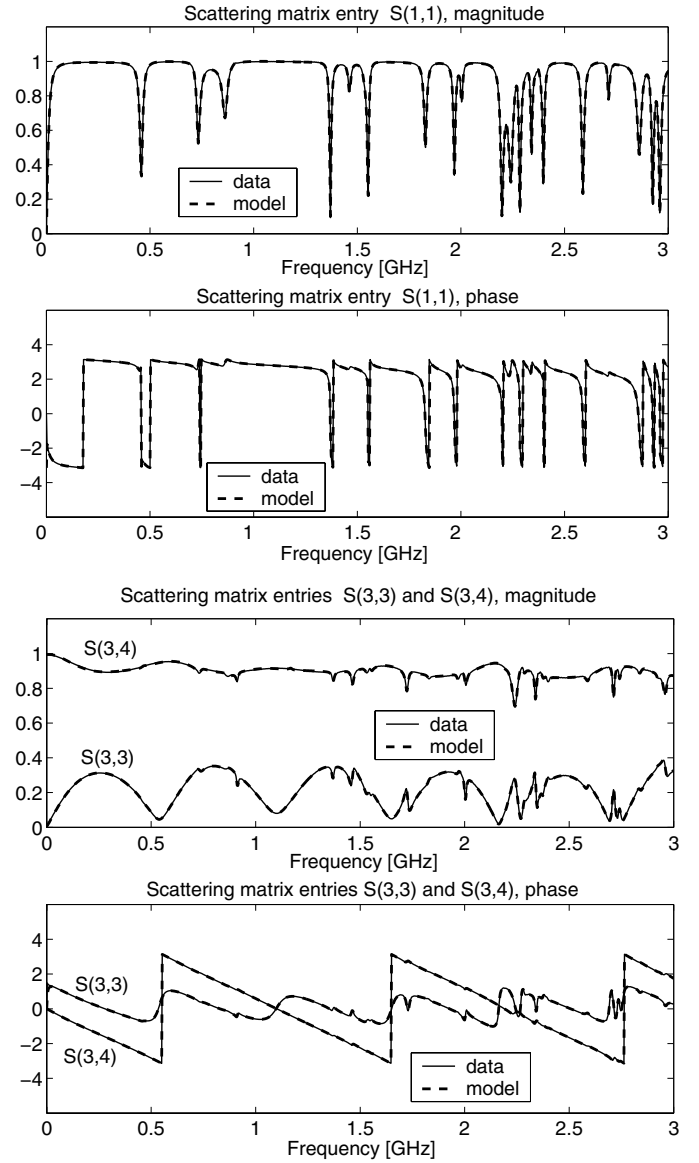 Scattering matrix entry S(1,1), magnitude
1
0.8
0.6
0.4
0.2
0
data
model
0 0.5 1 1.5 2 2.5 3
Frequency [GHz]
Scattering matrix entry S(1,1), phase
4
2
0
−2
−4
data
model
0 0.5 1 1.5 2 2.5 3
Frequency [GHz]
Scattering matrix entries S(3,3) and S(3,4), magnitude
1
0.8
0.6
0.4
0.2
0
S(3,4)
S(3,3)
data
model
0 0.5 1 1.5 2 2.5 3
Frequency [GHz]
Scattering matrix entries S(3,3) and S(3,4), phase
4
2
0
−2
−4
S(3,3)
S(3,4)
data
model
0 0.5 1 1.5 2 2.5 3
Frequency [GHz]